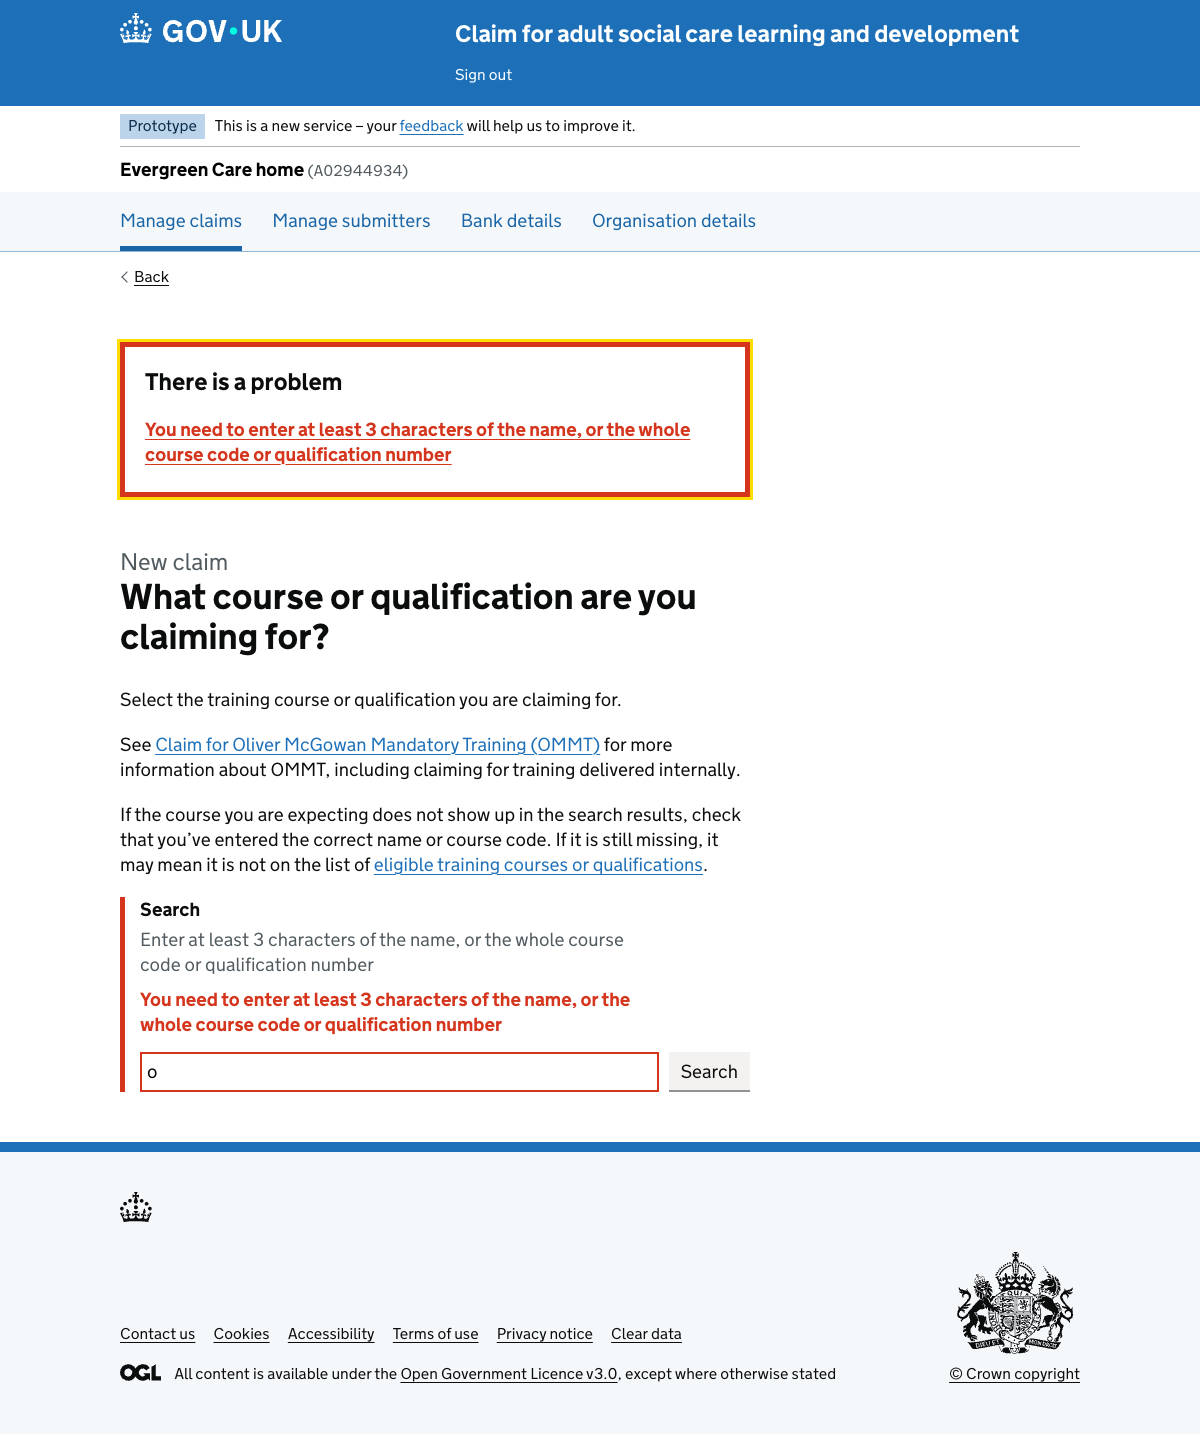 GOV·UK
Claim for adult social care learning and development
Sign out
Prototype This is a new service – your feedback will help us to improve it.
Evergreen Care home (A02944934)
Manage claims Manage submitters Bank details Organisation details
Back
There is a problem
You need to enter at least 3 characters of the name, or the whole
course code or qualification number
New claim
What course or qualification are you
claiming for?
Select the training course or qualification you are claiming for.
See Claim for Oliver McGowan Mandatory Training (OMMT) for more
information about OMMT, including claiming for training delivered internally.
If the course you are expecting does not show up in the search results, check
that you’ve entered the correct name or course code. If it is still missing, it
may mean it is not on the list of eligible training courses or qualifications.
Search
Enter at least 3 characters of the name, or the whole course
code or qualification number
You need to enter at least 3 characters of the name, or the
whole course code or qualification number
o Search
Contact us Cookies Accessibility Terms of use Privacy notice Clear data
OGL All content is available under the Open Government Licence v3.0, except where otherwise stated
© Crown copyright